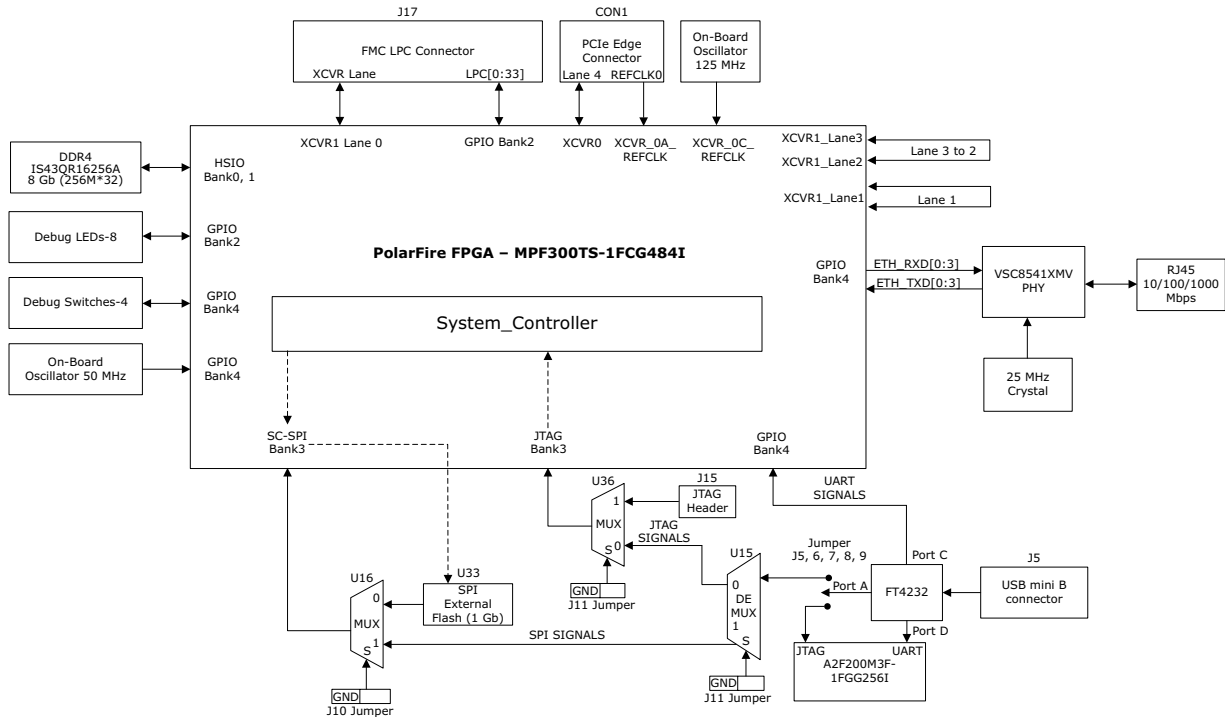 J17
FMC LPC Connector
XCVR Lane
LPC[0:33]
CON1
PCIe Edge
Connector
Lane 4
REFCLK0
On-Board
Oscillator
125 MHz
XCVR1 Lane 0
GPIO Bank2
XCVR0
XCVR_0A_
REFCLK
XCVR_0C_
REFCLK
XCVR1_Lane3
XCVR1_Lane2
Lane 3 to 2
XCVR1_Lane1
Lane 1
DDR4
IS43QR16256A
8 Gb (256M*32)
HSIO
Bank0, 1
Debug LEDs-8
GPIO
Bank2
Debug Switches-4
GPIO
Bank4
On-Board
Oscillator 50 MHz
GPIO
Bank4
PolarFire FPGA – MPF300TS-1FCG484I
System_Controller
GPIO
Bank4
ETH_RXD[0:3]
ETH_TXD[0:3]
VSC8541XMV
PHY
RJ45
10/100/1000
Mbps
25 MHz
Crystal
SC-SPI
Bank3
JTAG
Bank3
GPIO
Bank4
U36
1
MUX
S
0
J15
JTAG
Header
JTAG
SIGNALS
GND
J11 Jumper
UART
SIGNALS
U15
0
DE
MUX
1
S
Jumper
J5, 6, 7, 8, 9
Port C
Port A
FT4232
Port D
J5
USB mini B
connector
JTAG
UART
A2F200M3F-
1FGG256I
U16
0
MUX
S
1
U33
SPI
External
Flash (1 Gb)
SPI SIGNALS
GND
J10 Jumper
GND
J11 Jumper